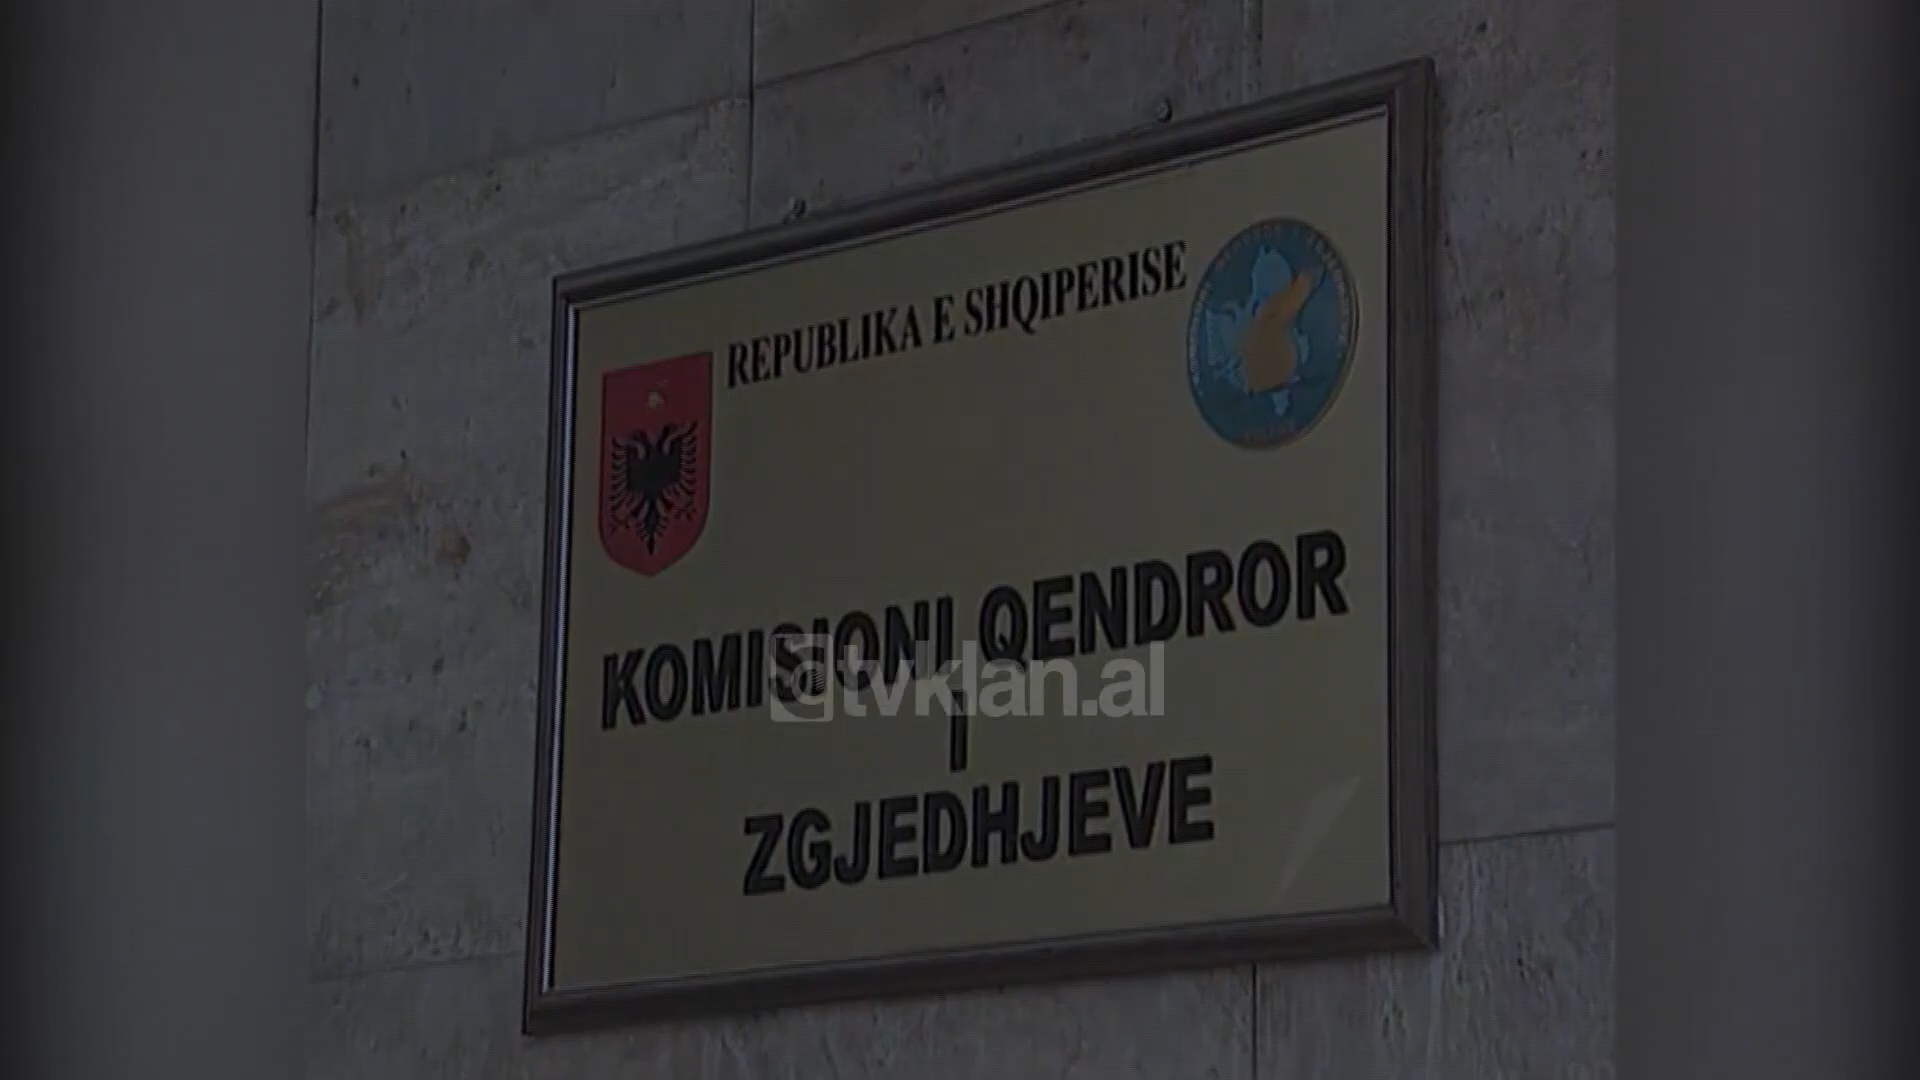 REPUBLIKA E SHQIPERISE
KOMISIONI QENDROR
I
ZGJEDHJEVE
tvklan.al